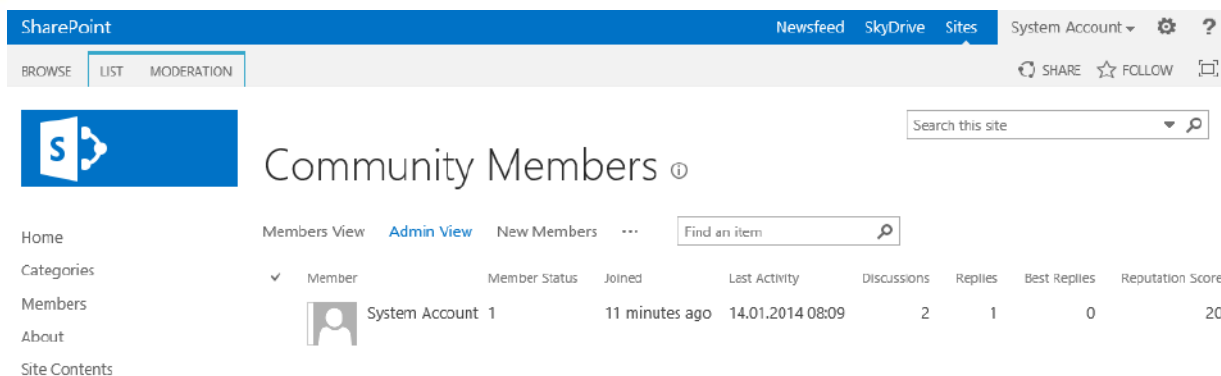 SharePoint Newsfeed SkyDrive Sites System Account ?
BROWSE LIST MODERATION SHARE FOLLOW
S
Search this site
Community Members
Home
Categories
Members
About
Site Contents
Members View Admin View New Members ••• Find an item
Member Member Status Joined Last Activity Discussions Replies Best Replies Reputation Score
System Account 1 11 minutes ago 14.01.2014 08:09 2 1 0 20